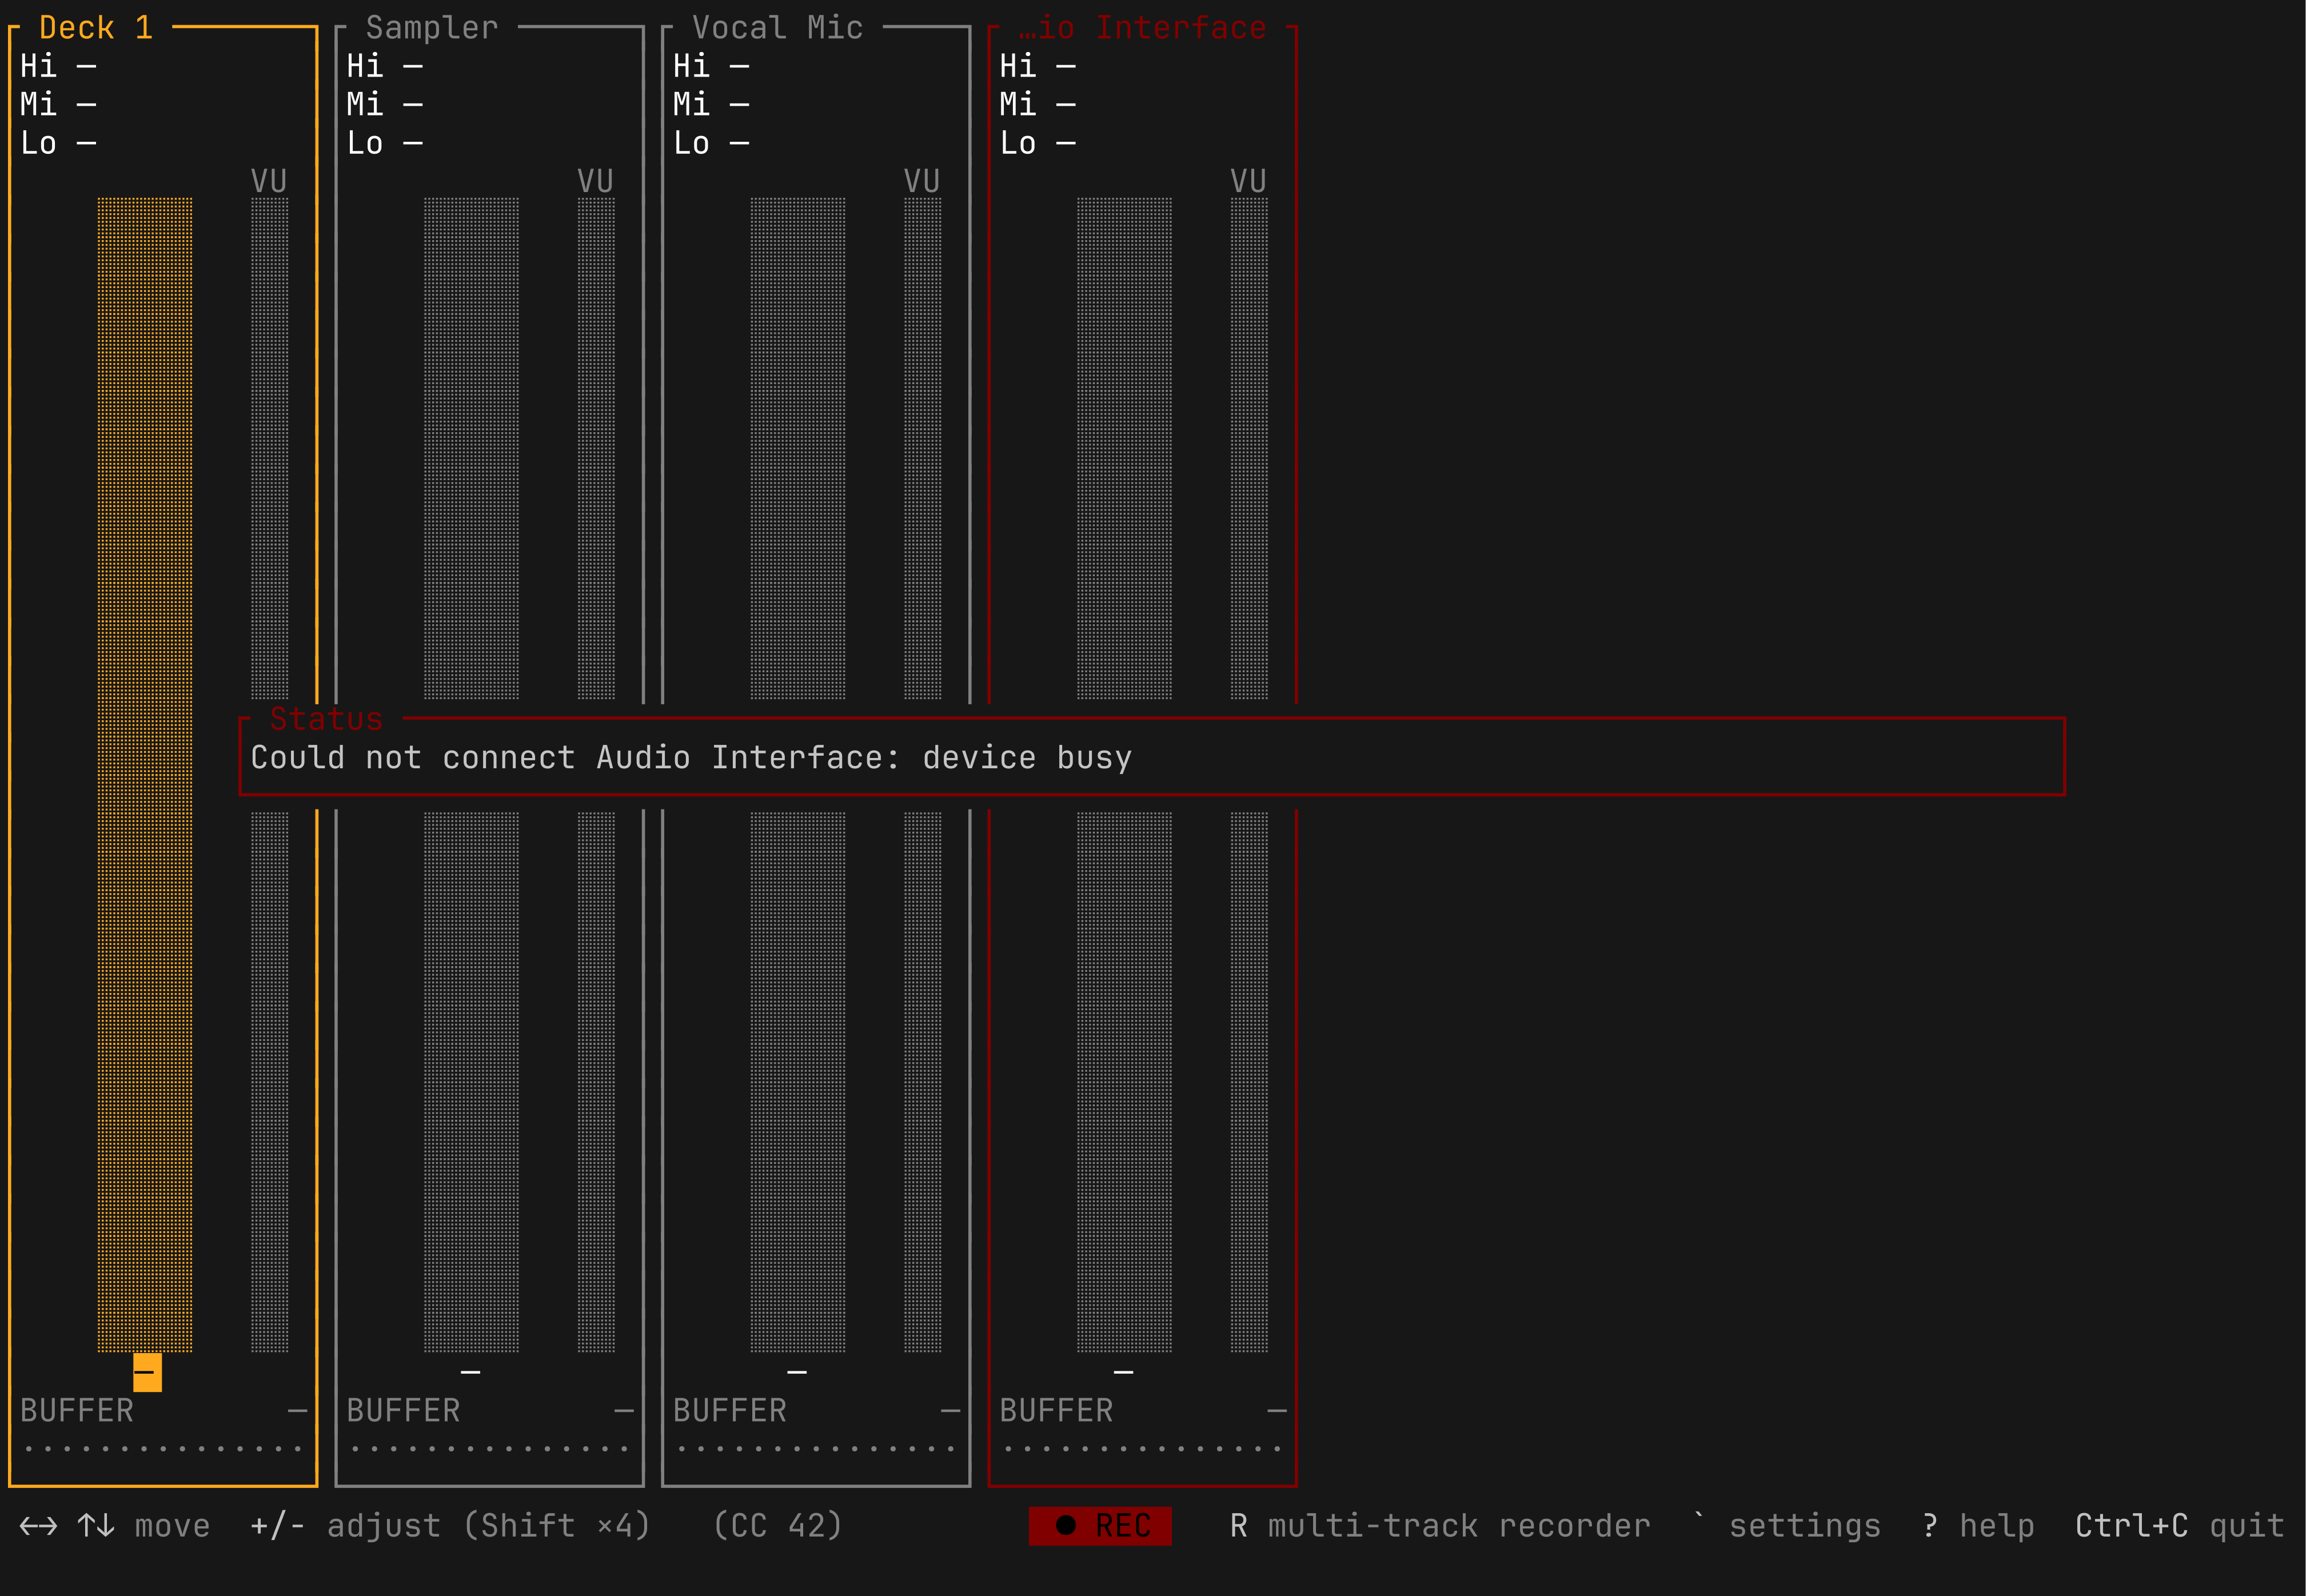 Deck 1 Sampler Vocal Mic …io Interface
Hi — Hi — Hi — Hi —
Mi — Mi — Mi — Mi —
Lo — Lo — Lo — Lo —
VU VU VU VU
Status
Could not connect Audio Interface: device busy
— — — —
BUFFER — BUFFER — BUFFER — BUFFER —
←→ ↑↓ move +/- adjust (Shift ×4) (CC 42) ● REC R multi-track recorder ` settings ? help Ctrl+C quit